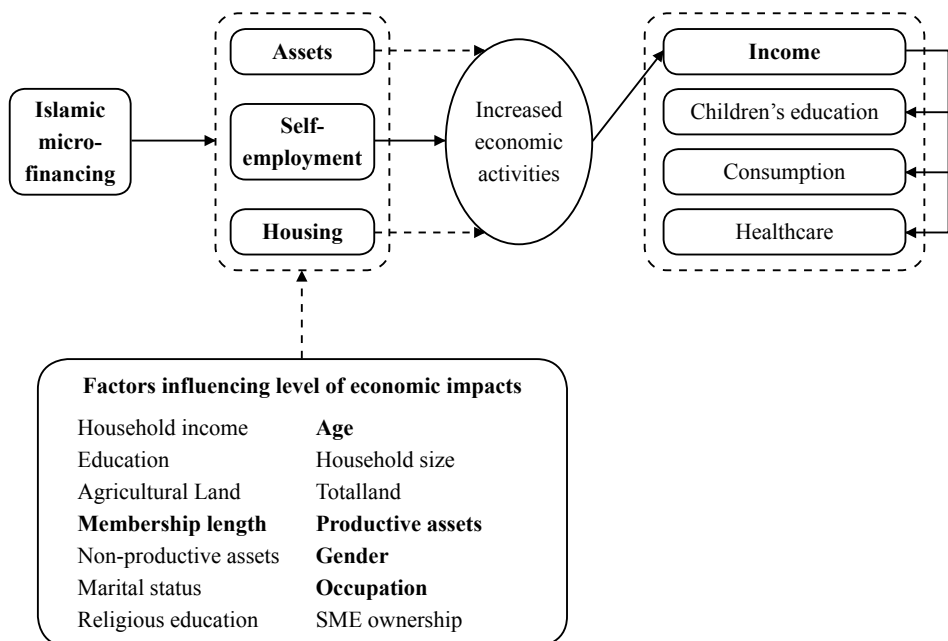 Islamic
micro-
financing
Assets
Self-
employment
Housing
Increased
economic
activities
Income
Children's education
Consumption
Healthcare
Factors influencing level of economic impacts
Household income Age
Education Household size
Agricultural Land Totalland
Membership length Productive assets
Non-productive assets Gender
Marital status Occupation
Religious education SME ownership